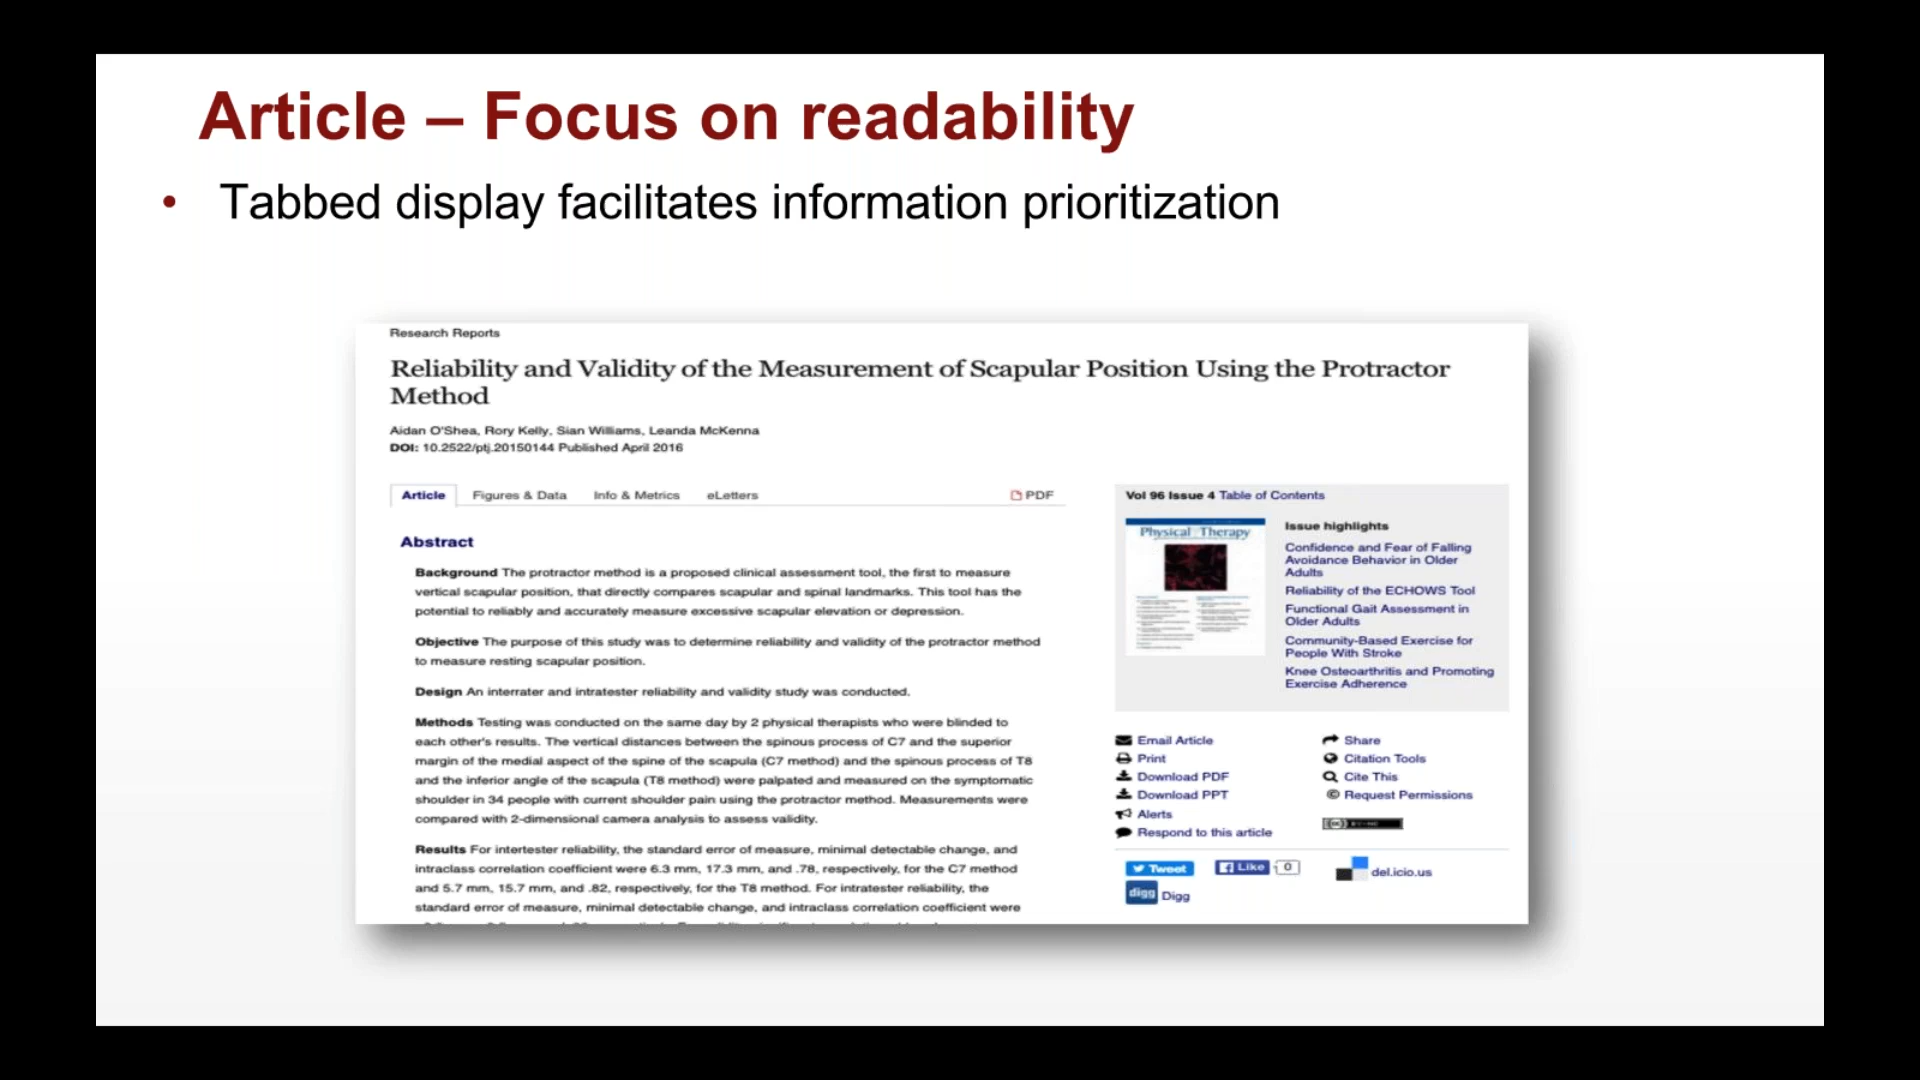 Article – Focus on readability
• Tabbed display facilitates information prioritization
Research Reports
Reliability and Validity of the Measurement of Scapular Position Using the Protractor
Method
Aidan O'Shea, Rory Kelly, Sian Williams, Leanda McKenna
DOI: 10.2522/ptj.20150144 Published April 2016
Article Figures & Data Info & Metrics eLetters PDF
Abstract
Background The protractor method is a proposed clinical assessment tool, the first to measure
vertical scapular position, that directly compares scapular and spinal landmarks. This tool has the
potential to reliably and accurately measure excessive scapular elevation or depression.
Objective The purpose of this study was to determine reliability and validity of the protractor method
to measure resting scapular position.
Design An interrater and intratester reliability and validity study was conducted.
Methods Testing was conducted on the same day by 2 physical therapists who were blinded to
each other's results. The vertical distances between the spinous process of C7 and the superior
margin of the medial aspect of the spine of the scapula (C7 method) and the spinous process of T8
and the inferior angle of the scapula (T8 method) were palpated and measured on the symptomatic
shoulder in 34 people with current shoulder pain using the protractor method. Measurements were
compared with 2-dimensional camera analysis to assess validity.
Results For intertester reliability, the standard error of measure, minimal detectable change, and
intraclass correlation coefficient were 6.3 mm, 17.3 mm, and .78, respectively, for the C7 method
and 5.7 mm, 15.7 mm, and .82, respectively, for the T8 method. For intratester reliability, the
standard error of measure, minimal detectable change, and intraclass correlation coefficient were
Vol 96 Issue 4 Table of Contents
Physical Therapy
Issue highlights
Confidence and Fear of Falling
Avoidance Behavior in Older
Adults
Reliability of the ECHOWS Tool
Functional Gait Assessment in
Older Adults
Community-Based Exercise for
People With Stroke
Knee Osteoarthritis and Promoting
Exercise Adherence
Email Article
Print
Download PDF
Download PPT
Alerts
Respond to this article
Share
Citation Tools
Cite This
© Request Permissions
(cc) BY-NC
Tweet
Like 0
del.icio.us
digg Digg